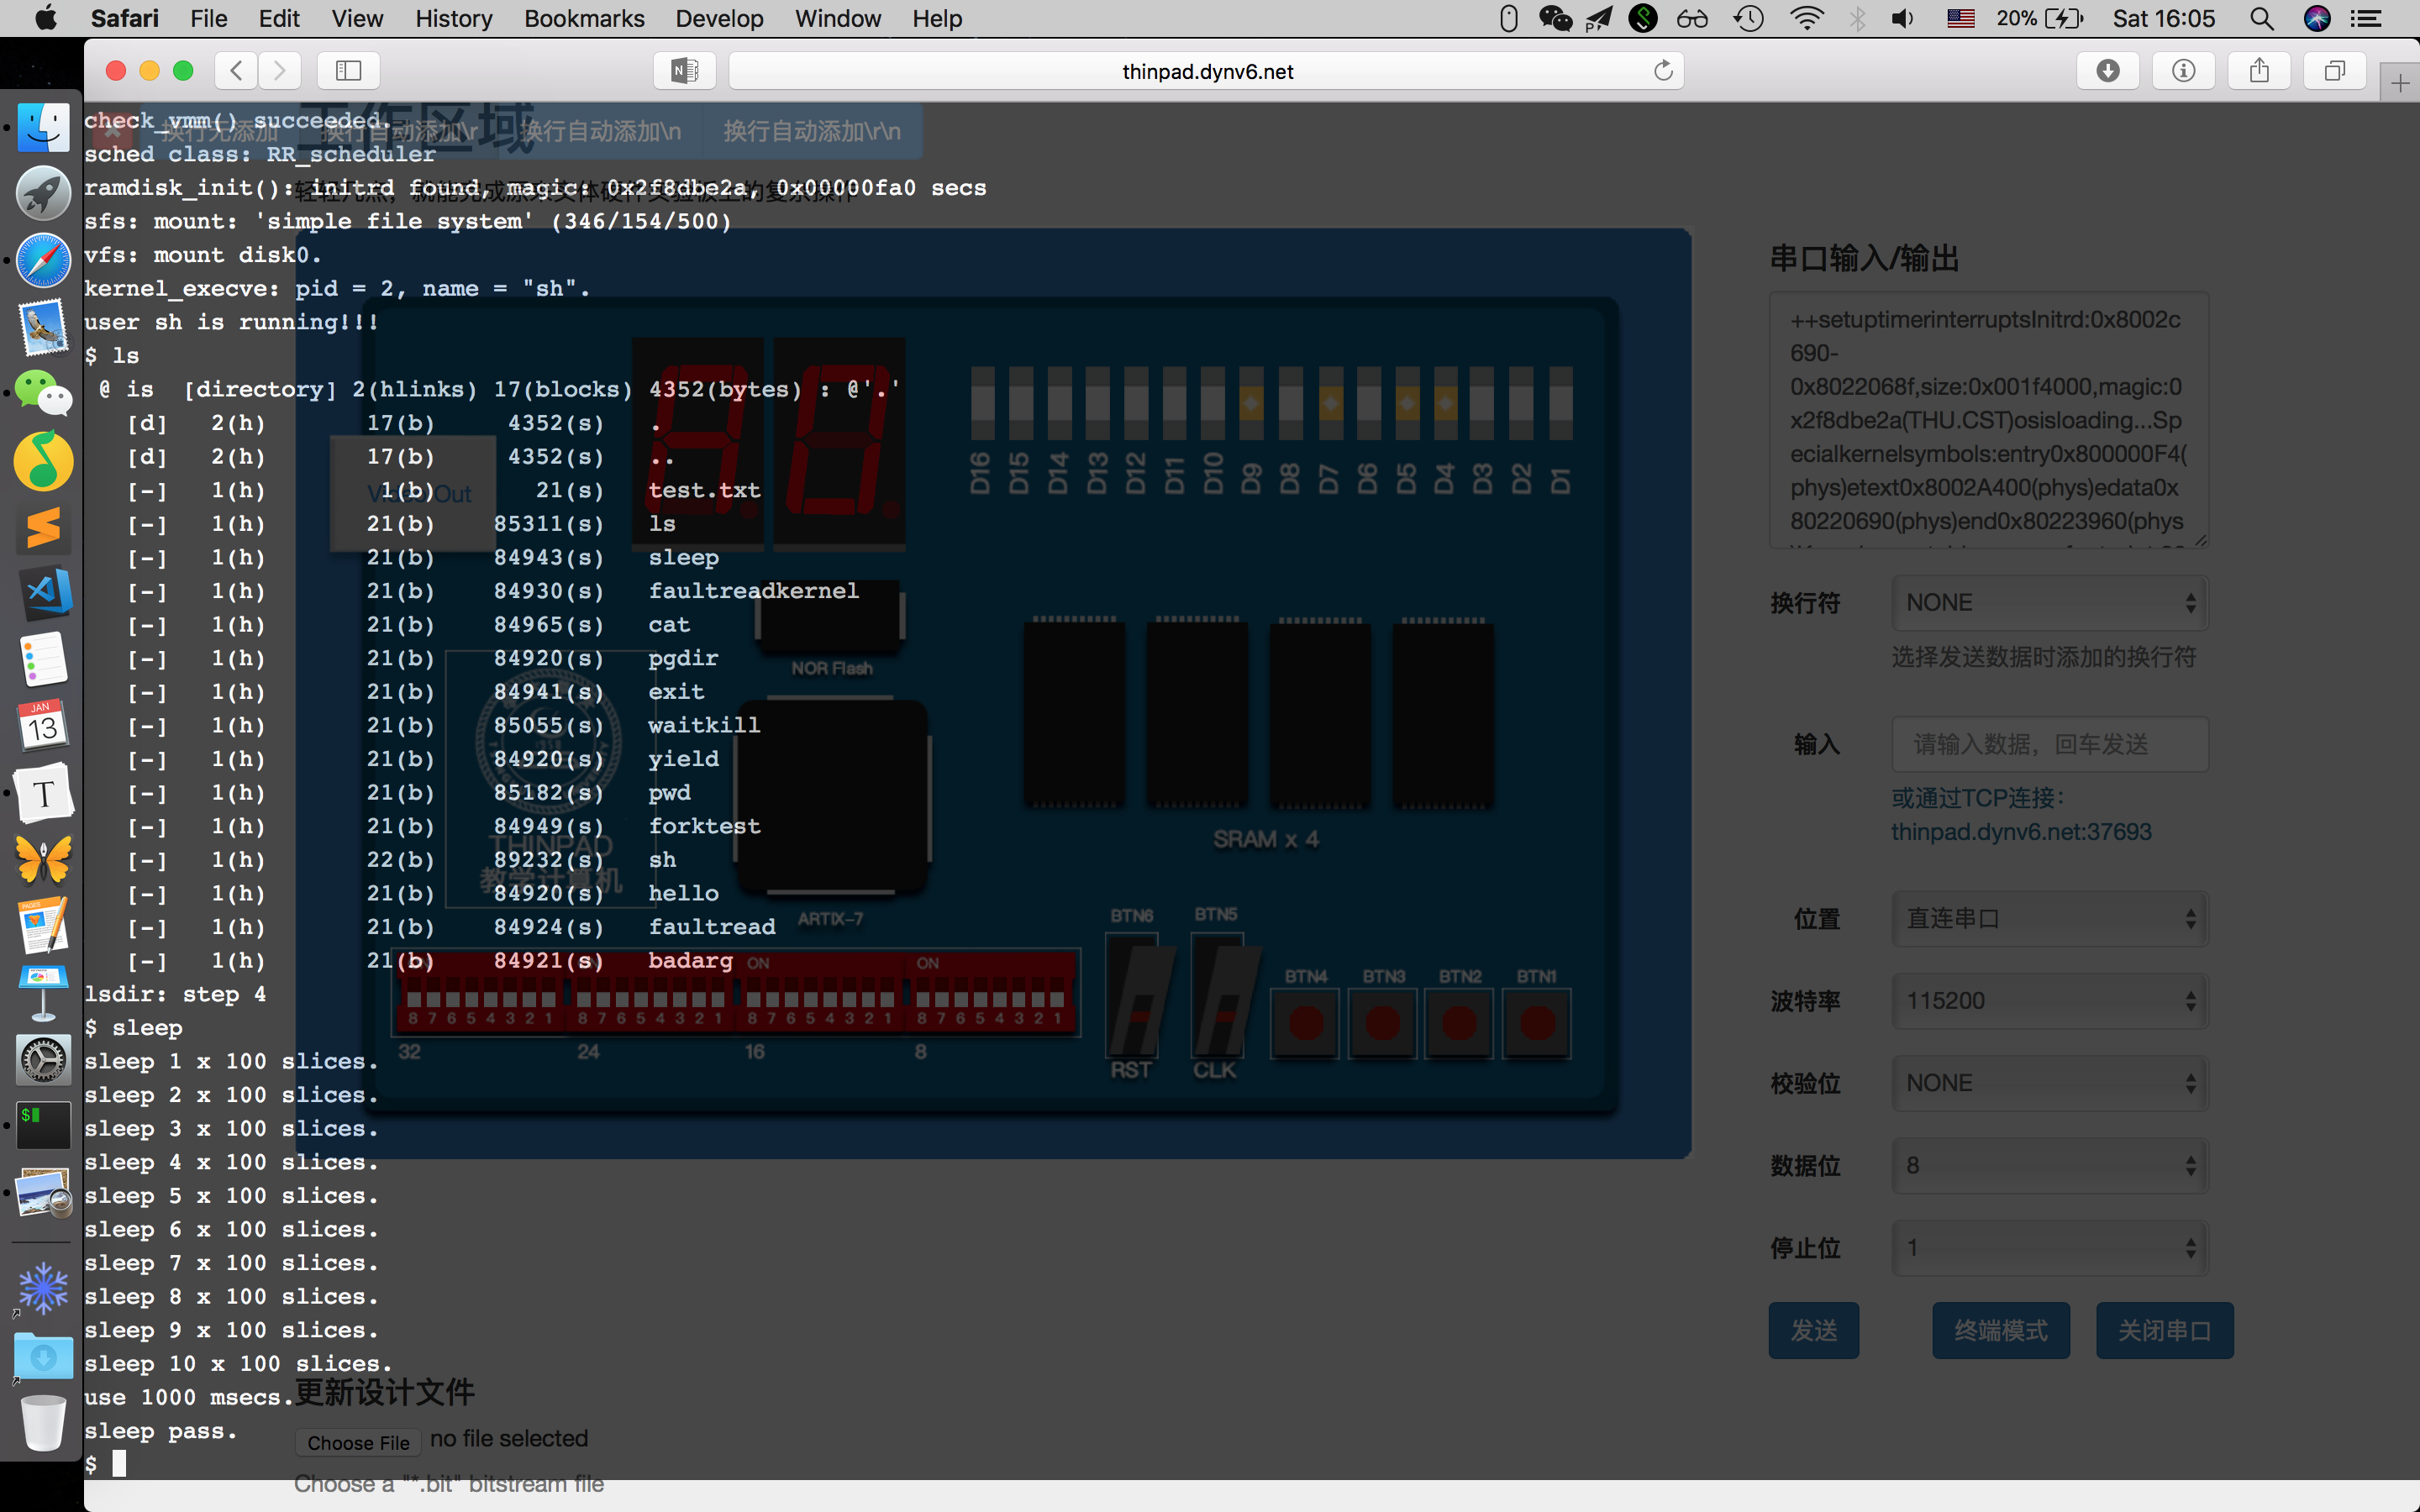 Safari File Edit View History Bookmarks Develop Window Help
20% Sat 16:05
thinpad.dynv6.net
工作区域
换行无添加 换行自动添加\r 换行自动添加\n 换行自动添加\r\n
check_vmm() succeeded.
sched class: RR_scheduler
ramdisk_init(): initrd found, magic: 0x2f8dbe2a, 0x00000fa0 secs
sfs: mount: 'simple file system' (346/154/500)
vfs: mount disk0.
kernel_execve: pid = 2, name = "sh".
user sh is running!!!
$ ls
@ is [directory] 2(hlinks) 17(blocks) 4352(bytes) : @'.'
[d] 2(h) 17(b) 4352(s) .
[d] 2(h) 17(b) 4352(s) ..
[-] 1(h) 1(b) 21(s) test.txt
[-] 1(h) 21(b) 85311(s) ls
[-] 1(h) 21(b) 84943(s) sleep
[-] 1(h) 21(b) 84930(s) faultreadkernel
[-] 1(h) 21(b) 84965(s) cat
[-] 1(h) 21(b) 84920(s) pgdir
[-] 1(h) 21(b) 84941(s) exit
[-] 1(h) 21(b) 85055(s) waitkill
[-] 1(h) 21(b) 84920(s) yield
[-] 1(h) 21(b) 85182(s) pwd
[-] 1(h) 21(b) 84949(s) forktest
[-] 1(h) 22(b) 89232(s) sh
[-] 1(h) 21(b) 84920(s) hello
[-] 1(h) 21(b) 84924(s) faultread
[-] 1(h) 21(b) 84921(s) badarg
lsdir: step 4
$ sleep
sleep 1 x 100 slices.
sleep 2 x 100 slices.
sleep 3 x 100 slices.
sleep 4 x 100 slices.
sleep 5 x 100 slices.
sleep 6 x 100 slices.
sleep 7 x 100 slices.
sleep 8 x 100 slices.
sleep 9 x 100 slices.
sleep 10 x 100 slices.
use 1000 msecs.
sleep pass.
$
Video Out
D16 D15 D14 D13 D12 D11 D10 D9 D8 D7 D6 D5 D4 D3 D2 D1
NOR Flash
THINPAD
教学计算机
ARTIX-7
SRAM x 4
ON ON
8 7 6 5 4 3 2 1 8 7 6 5 4 3 2 1 8 7 6 5 4 3 2 1 8 7 6 5 4 3 2 1
32 24 16 8
BTN6 BTN5
RST CLK
BTN4 BTN3 BTN2 BTN1
更新设计文件
Choose File no file selected
Choose a "*.bit" bitstream file
串口输入/输出
++setuptimerinterruptsInitrd:0x8002c
690-
0x8022068f,size:0x001f4000,magic:0
x2f8dbe2a(THU.CST)osisloading...Sp
ecialkernelsymbols:entry0x800000F4(
phys)etext0x8002A400(phys)edata0x
80220690(phys)end0x80223960(phys
换行符 NONE
选择发送数据时添加的换行符
输入 请输入数据，回车发送
或通过TCP连接：
thinpad.dynv6.net:37693
位置 直连串口
波特率 115200
校验位 NONE
数据位 8
停止位 1
发送 终端模式 关闭串口
JAN
13